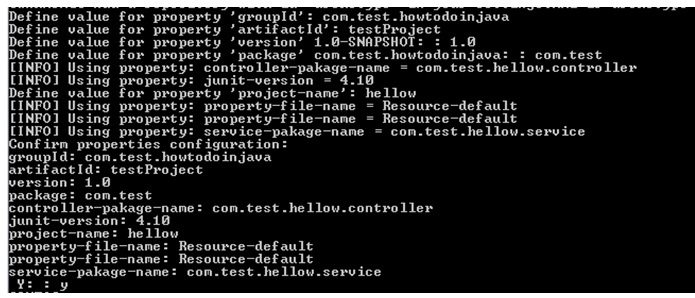 Define value for property 'groupId': com.test.howtodoinjava
Define value for property 'artifactId': testProject
Define value for property 'version' 1.0-SNAPSHOT: : 1.0
Define value for property 'package' com.test.howtodoinjava: : com.test
[INFO] Using property: controller-pakage-name = com.test.hellow.controller
[INFO] Using property: junit-version = 4.10
Define value for property 'project-name': hellow
[INFO] Using property: property-file-name = Resource-default
[INFO] Using property: property-file-name = Resource-default
[INFO] Using property: service-pakage-name = com.test.hellow.service
Confirm properties configuration:
groupId: com.test.howtodoinjava
artifactId: testProject
version: 1.0
package: com.test
controller-pakage-name: com.test.hellow.controller
junit-version: 4.10
project-name: hellow
property-file-name: Resource-default
property-file-name: Resource-default
service-pakage-name: com.test.hellow.service
Y: : y